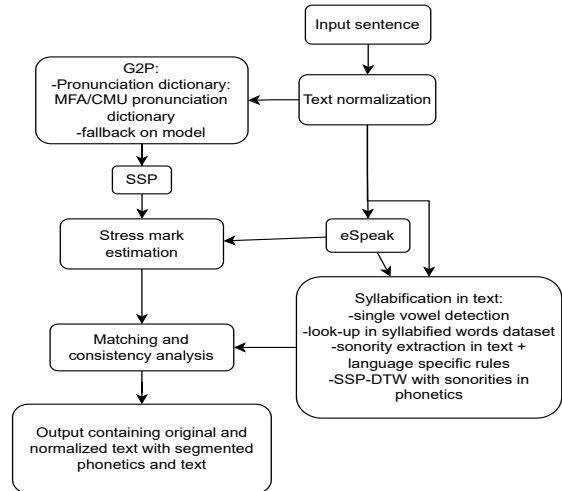 Input sentence
G2P:
-Pronunciation dictionary:
MFA/CMU pronunciation
dictionary
-fallback on model
Text normalization
SSP
Stress mark
estimation
eSpeak
Syllabification in text:
-single vowel detection
-look-up in syllabified words dataset
-sonority extraction in text +
language specific rules
-SSP-DTW with sonorities in
phonetics
Matching and
consistency analysis
Output containing original and
normalized text with segmented
phonetics and text